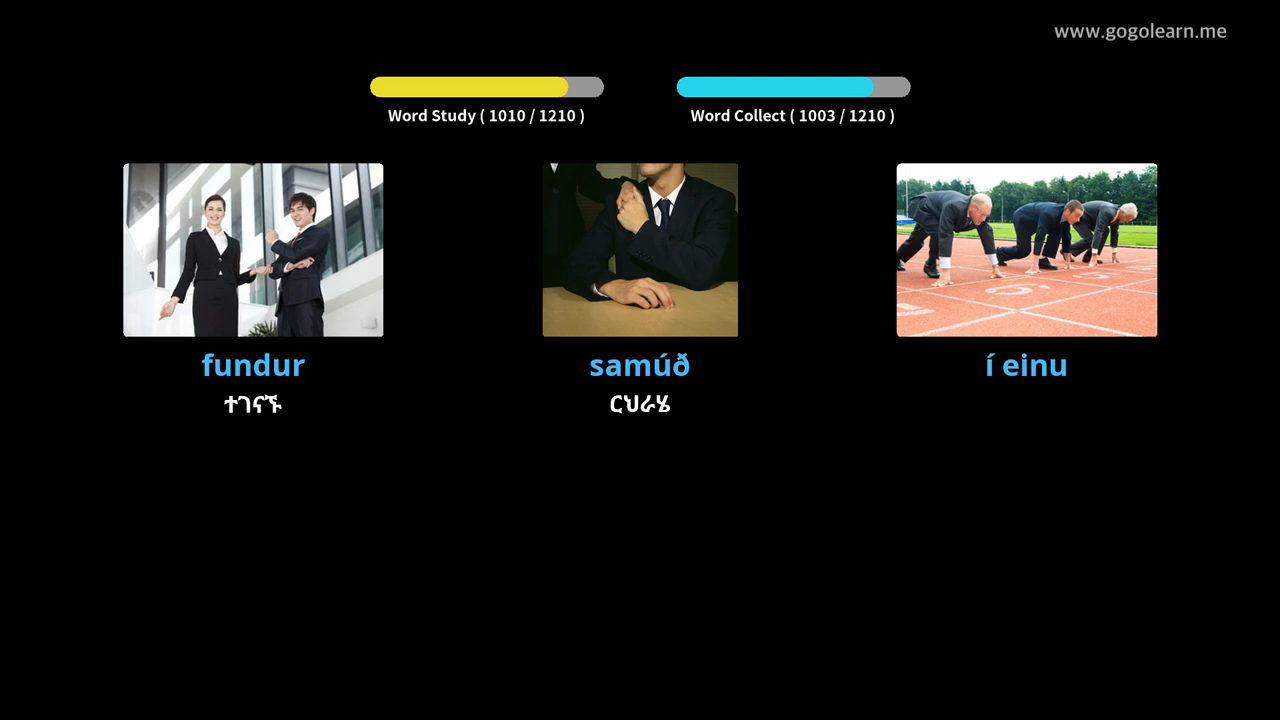 www.gogolearn.me
Word Study ( 1010 / 1210 )
Word Collect ( 1003 / 1210 )
fundur
samúð
í einu
ተገናኙ
ርህራሄ